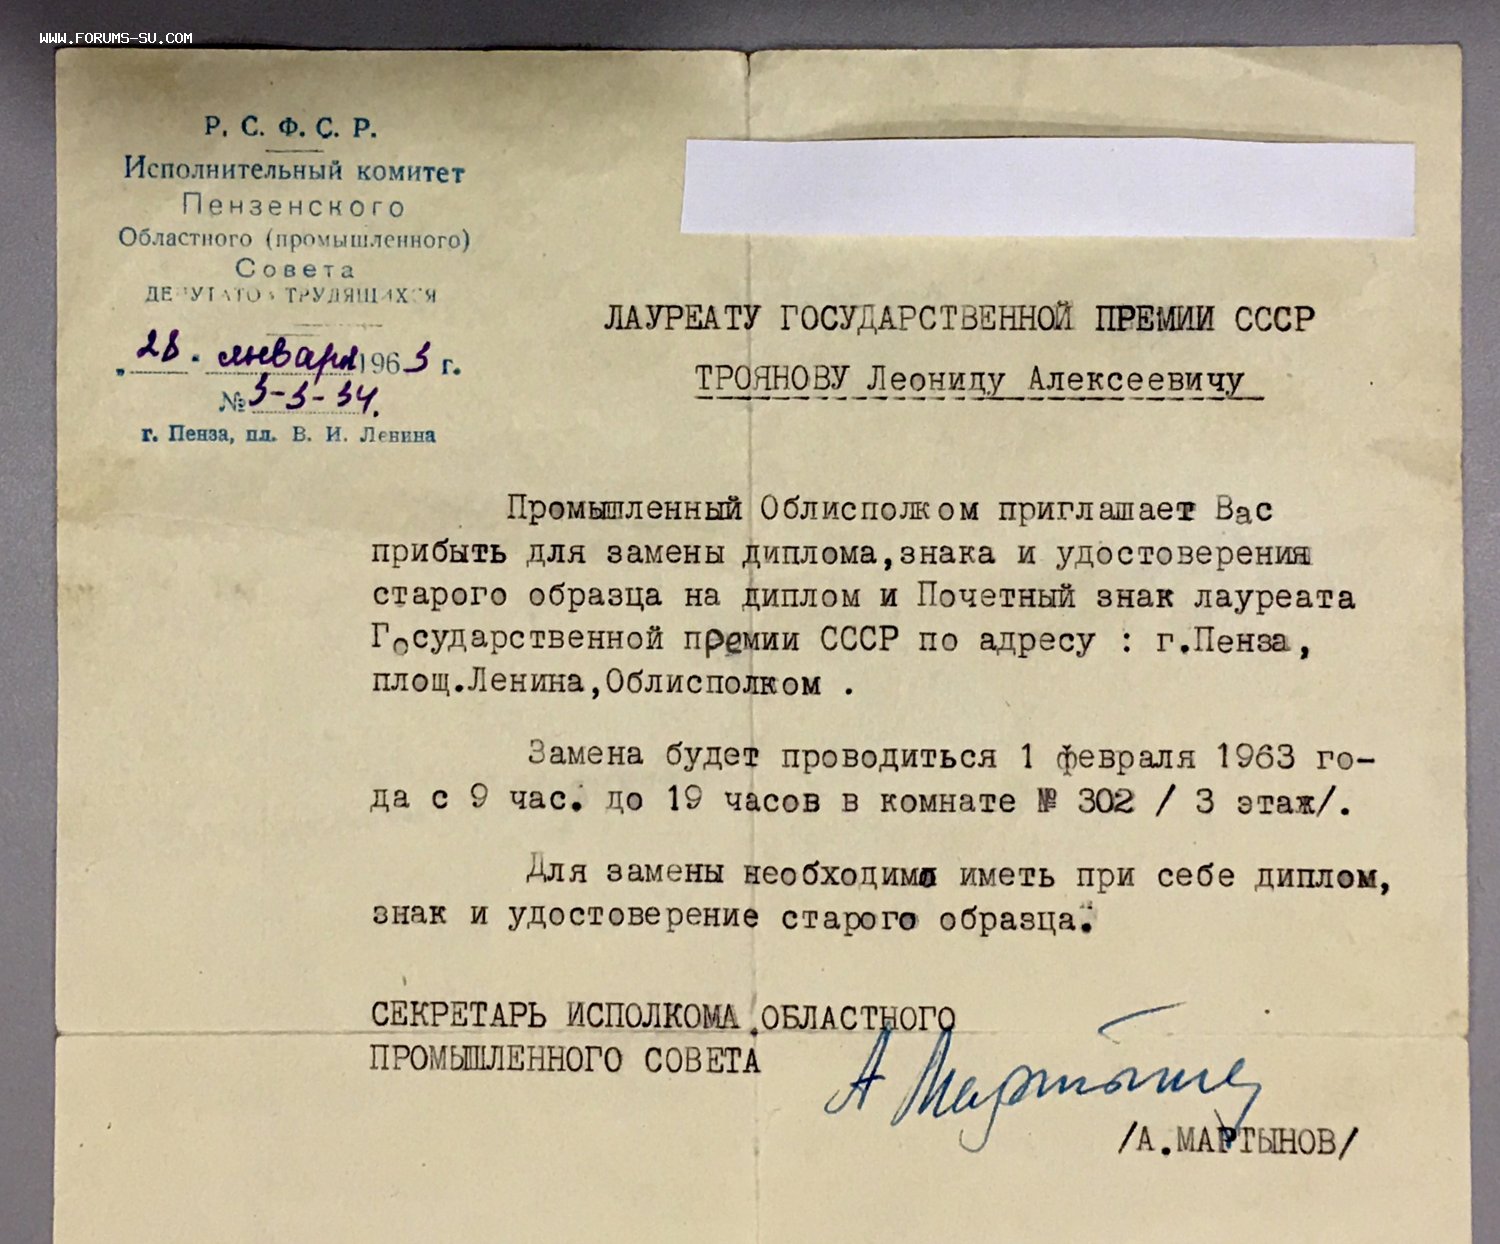 WWW.FORUMS-SU.COM
Р. С. Ф. С. Р.
Исполнительный комитет
Пензенского
Областного (промышленного)
Совета
ДЕПУТАТОВ ТРУДЯЩИХСЯ
28 января 1963 г.
№ 3-3-34.
г. Пенза, пл. В. И. Ленина
ЛАУРЕАТУ ГОСУДАРСТВЕННОЙ ПРЕМИИ СССР
ТРОЯНОВУ Леониду Алексеевичу
Промышленный Облисполком приглашает Вас
прибыть для замены диплома,знака и удостоверения
старого образца на диплом и Почетный знак лауреата
Государственной премии СССР по адресу : г.Пенза,
площ.Ленина,Облисполком .
Замена будет проводиться 1 февраля 1963 го-
да с 9 час. до 19 часов в комнате № 302 / 3 этаж/.
Для замены необходимо иметь при себе диплом,
знак и удостоверение старого образца.
СЕКРЕТАРЬ ИСПОЛКОМА ОБЛАСТНОГО
ПРОМЫШЛЕННОГО СОВЕТА
А Мартынов
/А.МАРТЫНОВ/